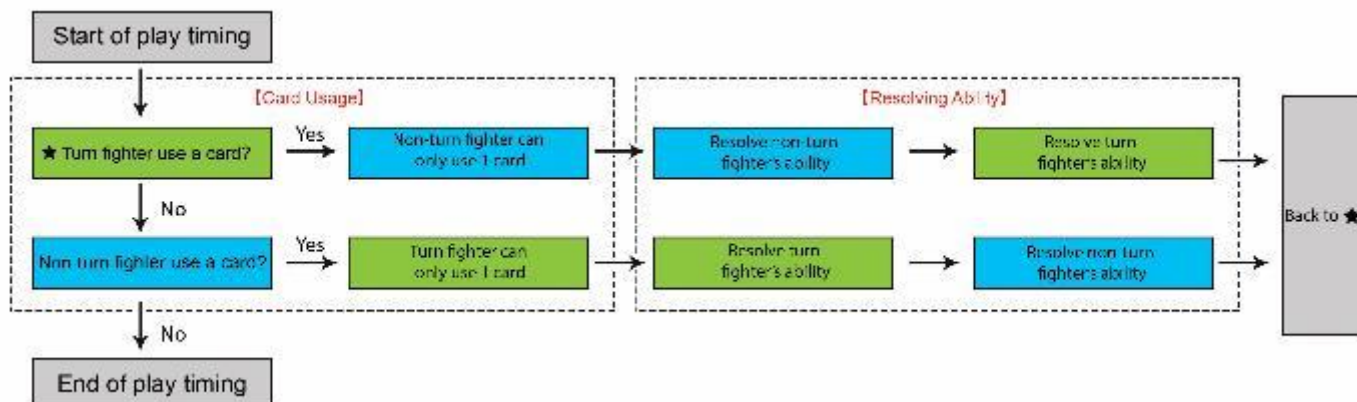 Start of play timing
【Card Usage】
【Resolving Ability】
★ Turn fighter use a card?
Yes
Non-turn fighter can
only use 1 card
Resolve non-turn
fighter's ability
Resolve turn
fighter's ability
Back to ★
No
Non turn fighter use a card?
Yes
Turn fighter can
only use 1 card
Resolve turn
fighter's ability
Resolve non-turn
fighter's ability
No
End of play timing